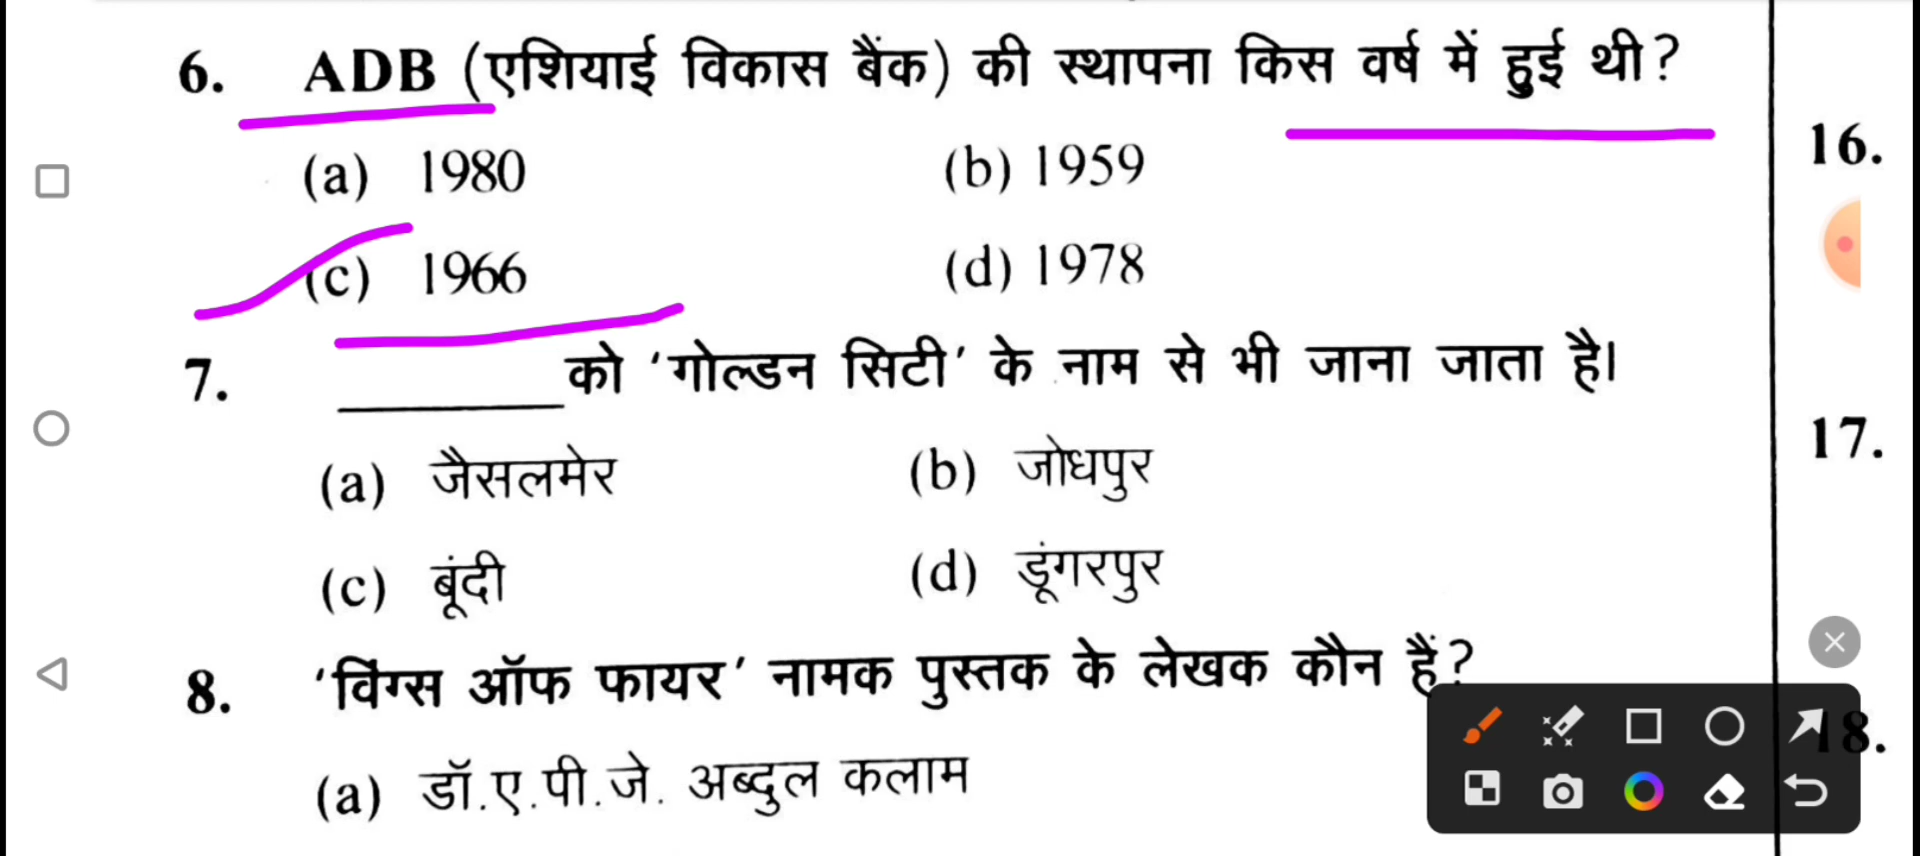 6. ADB (एशियाई विकास बैंक) की स्थापना किस वर्ष में हुई थी?
(a) 1980 (b) 1959
(c) 1966 (d) 1978
7. ________ को 'गोल्डन सिटी' के नाम से भी जाना जाता है।
(a) जैसलमेर (b) जोधपुर
(c) बूंदी (d) डूंगरपुर
8. 'विंग्स ऑफ फायर' नामक पुस्तक के लेखक कौन हैं?
(a) डॉ.ए.पी.जे. अब्दुल कलाम
16.
17.
18.